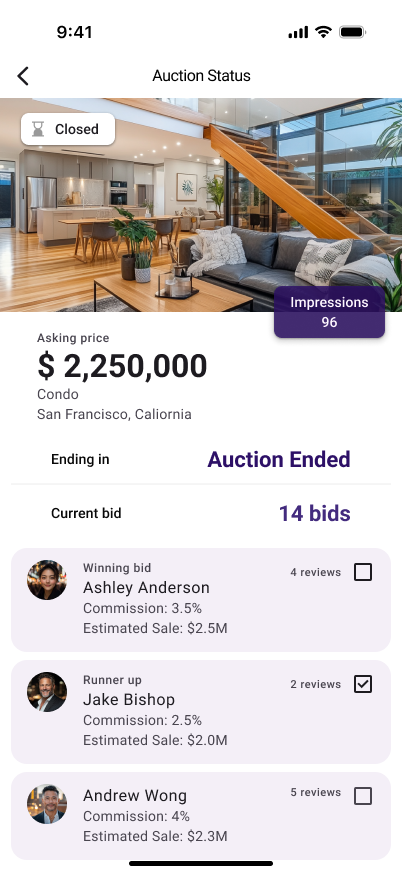 9:41
Auction Status
Closed
Impressions
96
Asking price
$ 2,250,000
Condo
San Francisco, Caliornia
Ending in Auction Ended
Current bid 14 bids
Winning bid
4 reviews
Ashley Anderson
Commission: 3.5%
Estimated Sale: $2.5M
Runner up
2 reviews
Jake Bishop
Commission: 2.5%
Estimated Sale: $2.0M
Andrew Wong
5 reviews
Commission: 4%
Estimated Sale: $2.3M